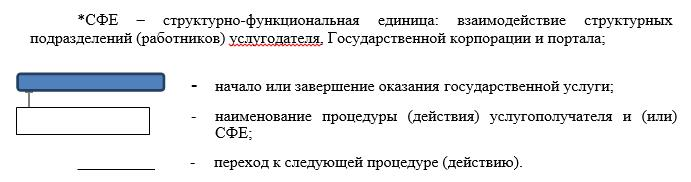 *СФЕ – структурно-функциональная единица: взаимодействие структурных
подразделений (работников) услугодателя, Государственной корпорации и портала;
- начало или завершение оказания государственной услуги;
- наименование процедуры (действия) услугополучателя и (или)
СФЕ;
- переход к следующей процедуре (действию).